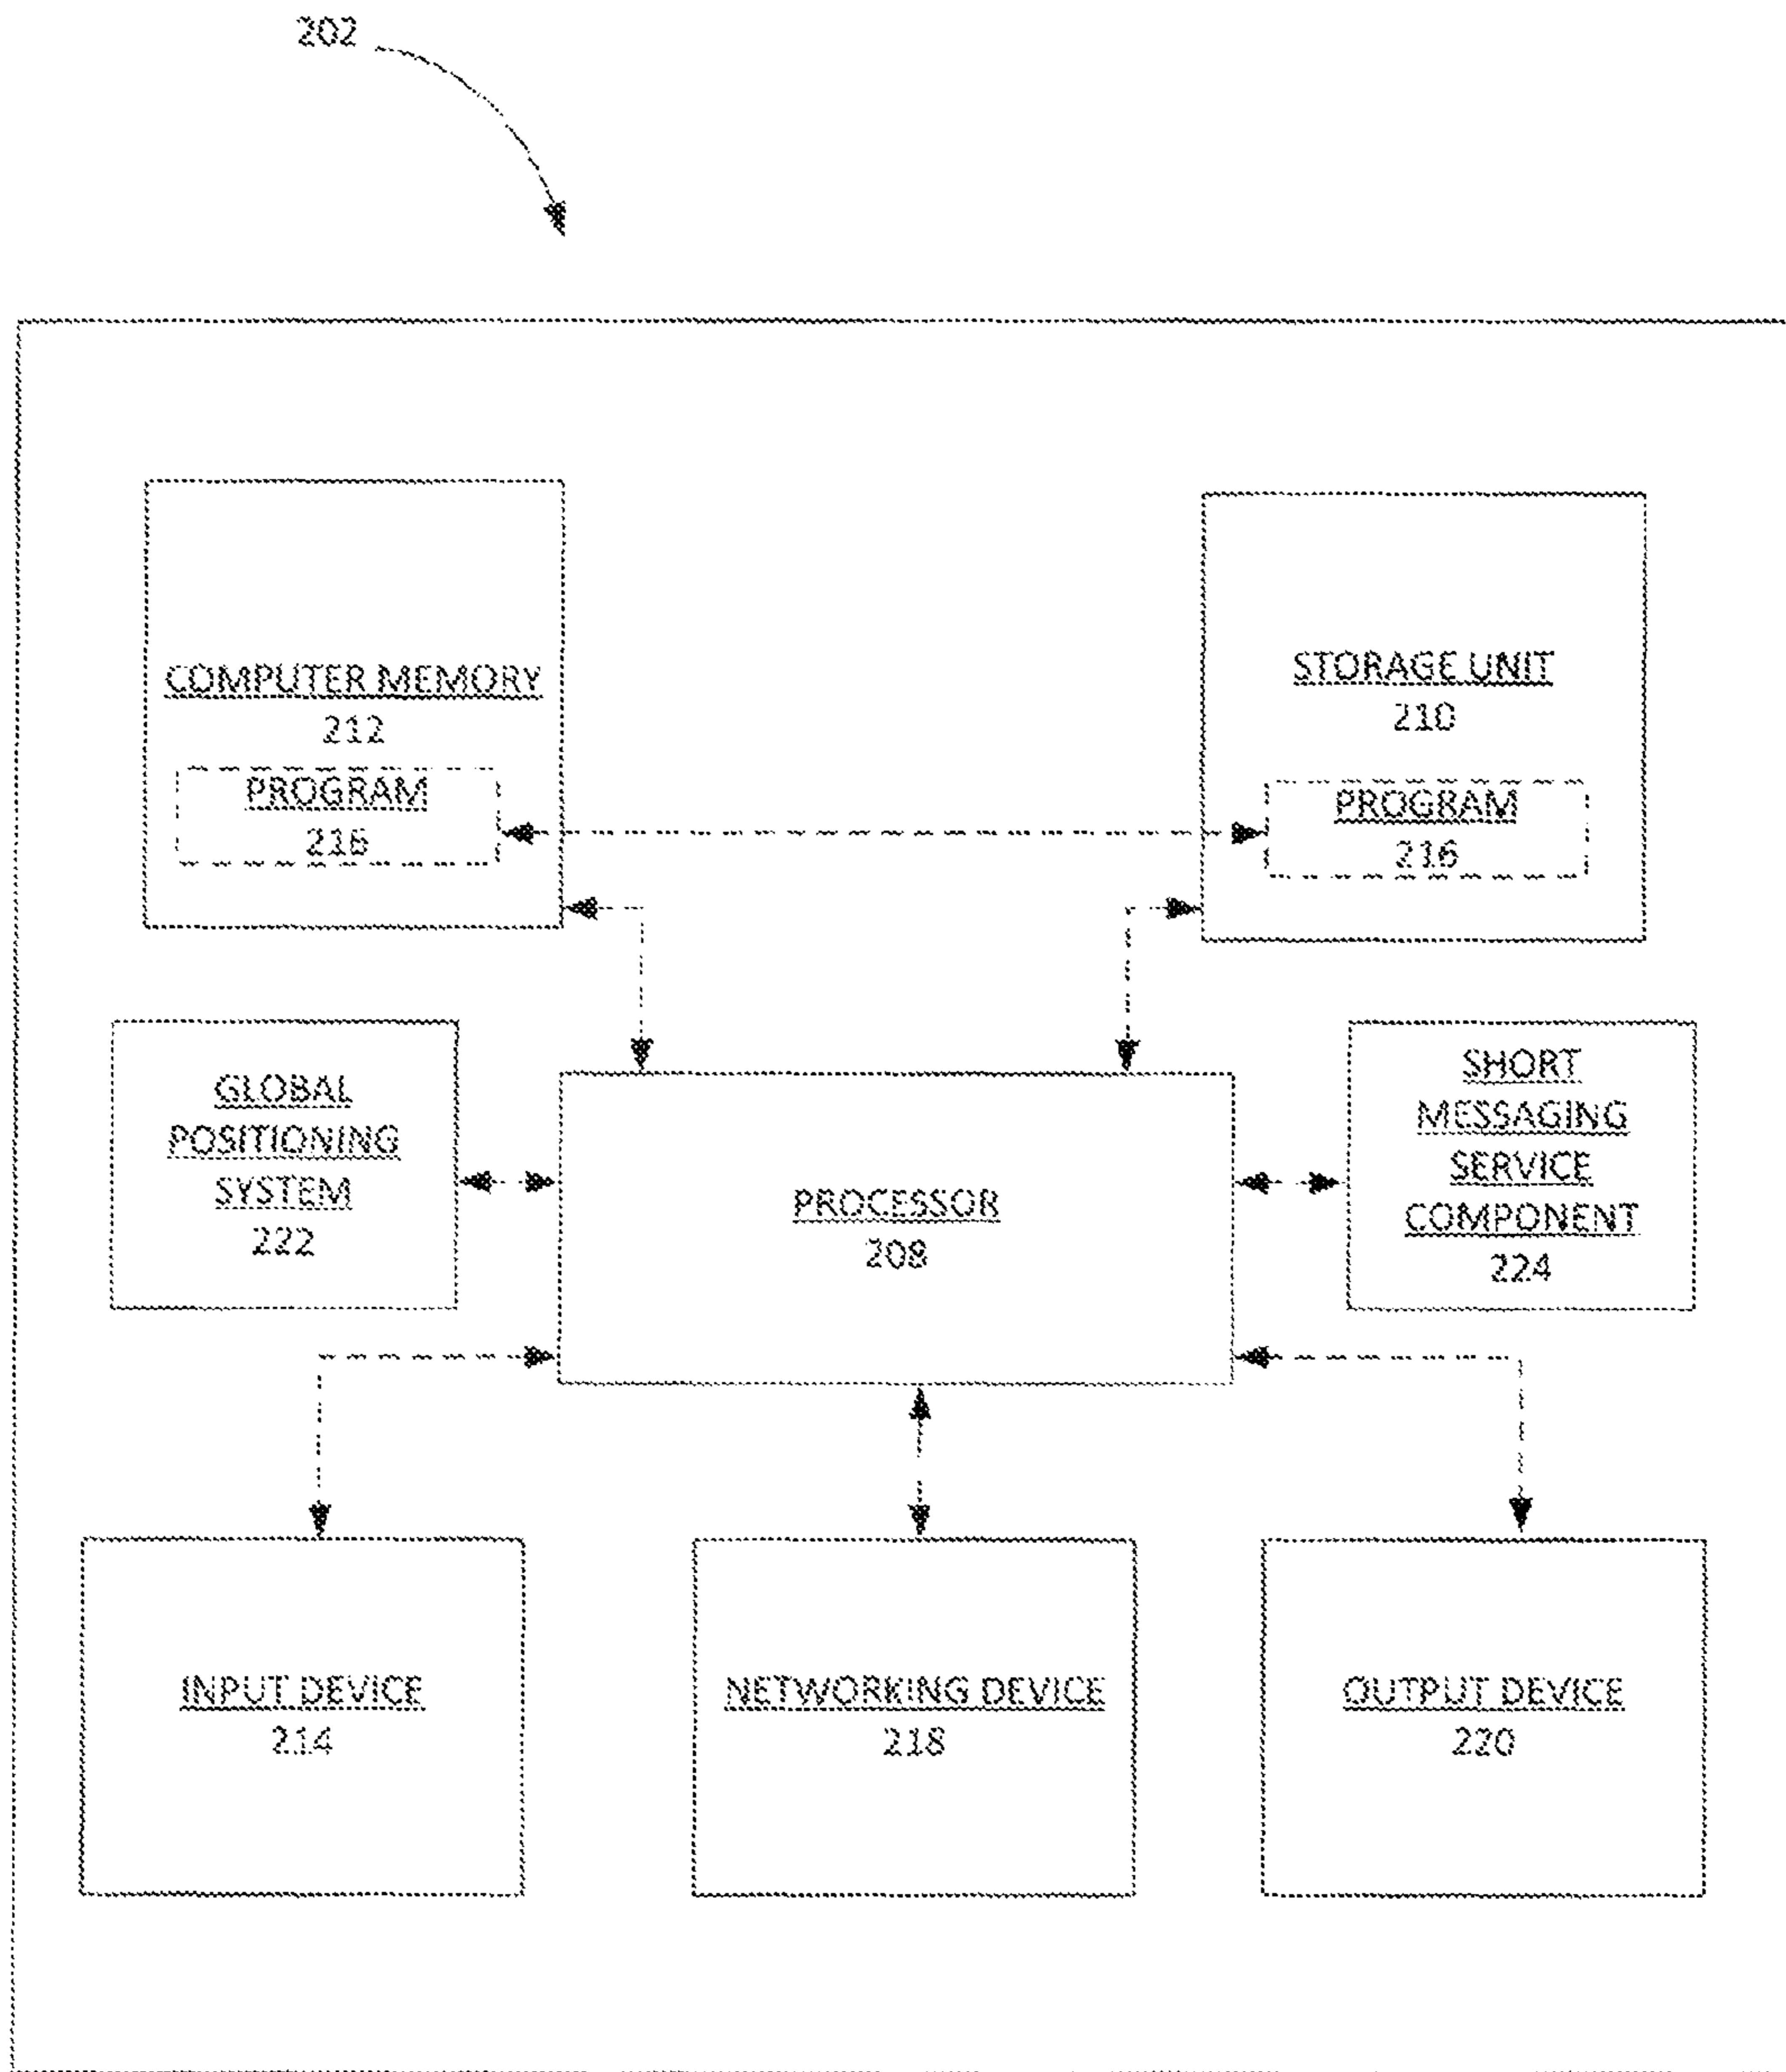 202
COMPUTER MEMORY
212
PROGRAM
216
STORAGE UNIT
210
PROGRAM
216
GLOBAL
POSITIONING
SYSTEM
222
PROCESSOR
208
SHORT
MESSAGING
SERVICE
COMPONENT
224
INPUT DEVICE
214
NETWORKING DEVICE
218
OUTPUT DEVICE
220